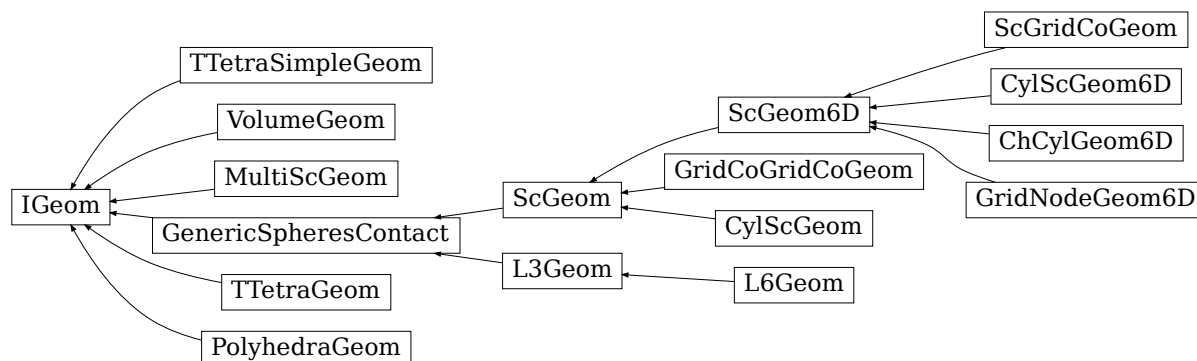 ScGridCoGeom
TTetraSimpleGeom
CylScGeom6D
VolumeGeom
ScGeom6D
ChCylGeom6D
MultiScGeom
GridCoGridCoGeom
IGeom
ScGeom
GridNodeGeom6D
GenericSpheresContact
CylScGeom
L3Geom
TTetraGeom
L6Geom
PolyhedraGeom